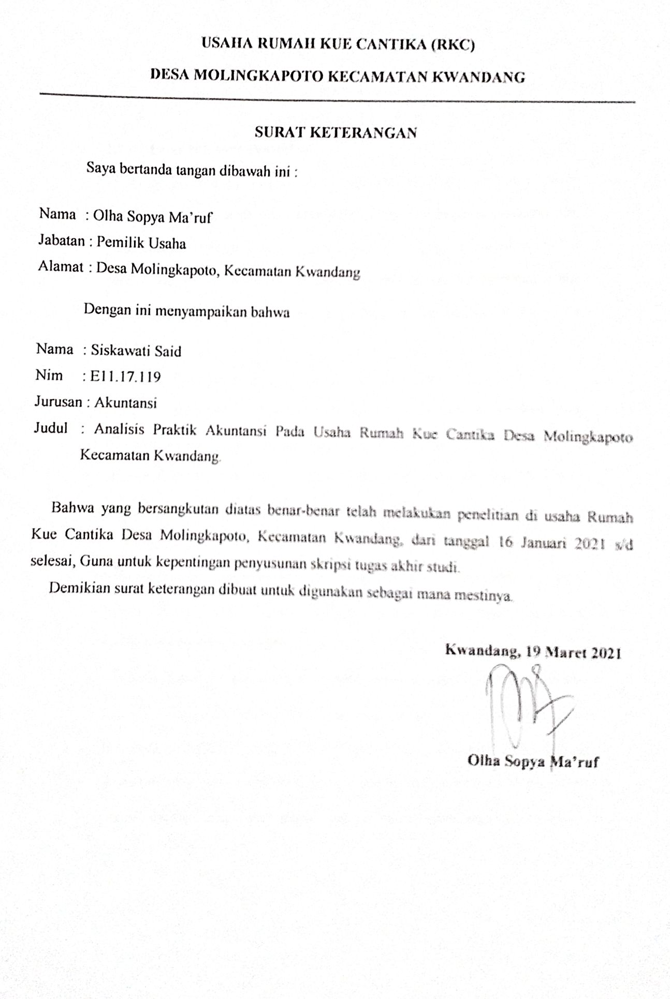 USAHA RUMAH KUE CANTIKA (RKC)
DESA MOLINGKAPOTO KECAMATAN KWANDANG
SURAT KETERANGAN
Saya bertanda tangan dibawah ini :
Nama : Olha Sopya Ma'ruf
Jabatan : Pemilik Usaha
Alamat : Desa Molingkapoto, Kecamatan Kwandang
Dengan ini menyampaikan bahwa
Nama : Siskawati Said
Nim : E11.17.119
Jurusan : Akuntansi
Judul : Analisis Praktik Akuntansi Pada Usaha Rumah Kue Cantika Desa Molingkapoto
Kecamatan Kwandang.
Bahwa yang bersangkutan diatas benar-benar telah melakukan penelitian di usaha Rumah
Kue Cantika Desa Molingkapoto, Kecamatan Kwandang, dari tanggal 16 Januari 2021 s/d
selesai, Guna untuk kepentingan penyusunan skripsi tugas akhir studi.
Demikian surat keterangan dibuat untuk digunakan sebagai mana mestinya.
Kwandang, 19 Maret 2021
Olha Sopya Ma'ruf